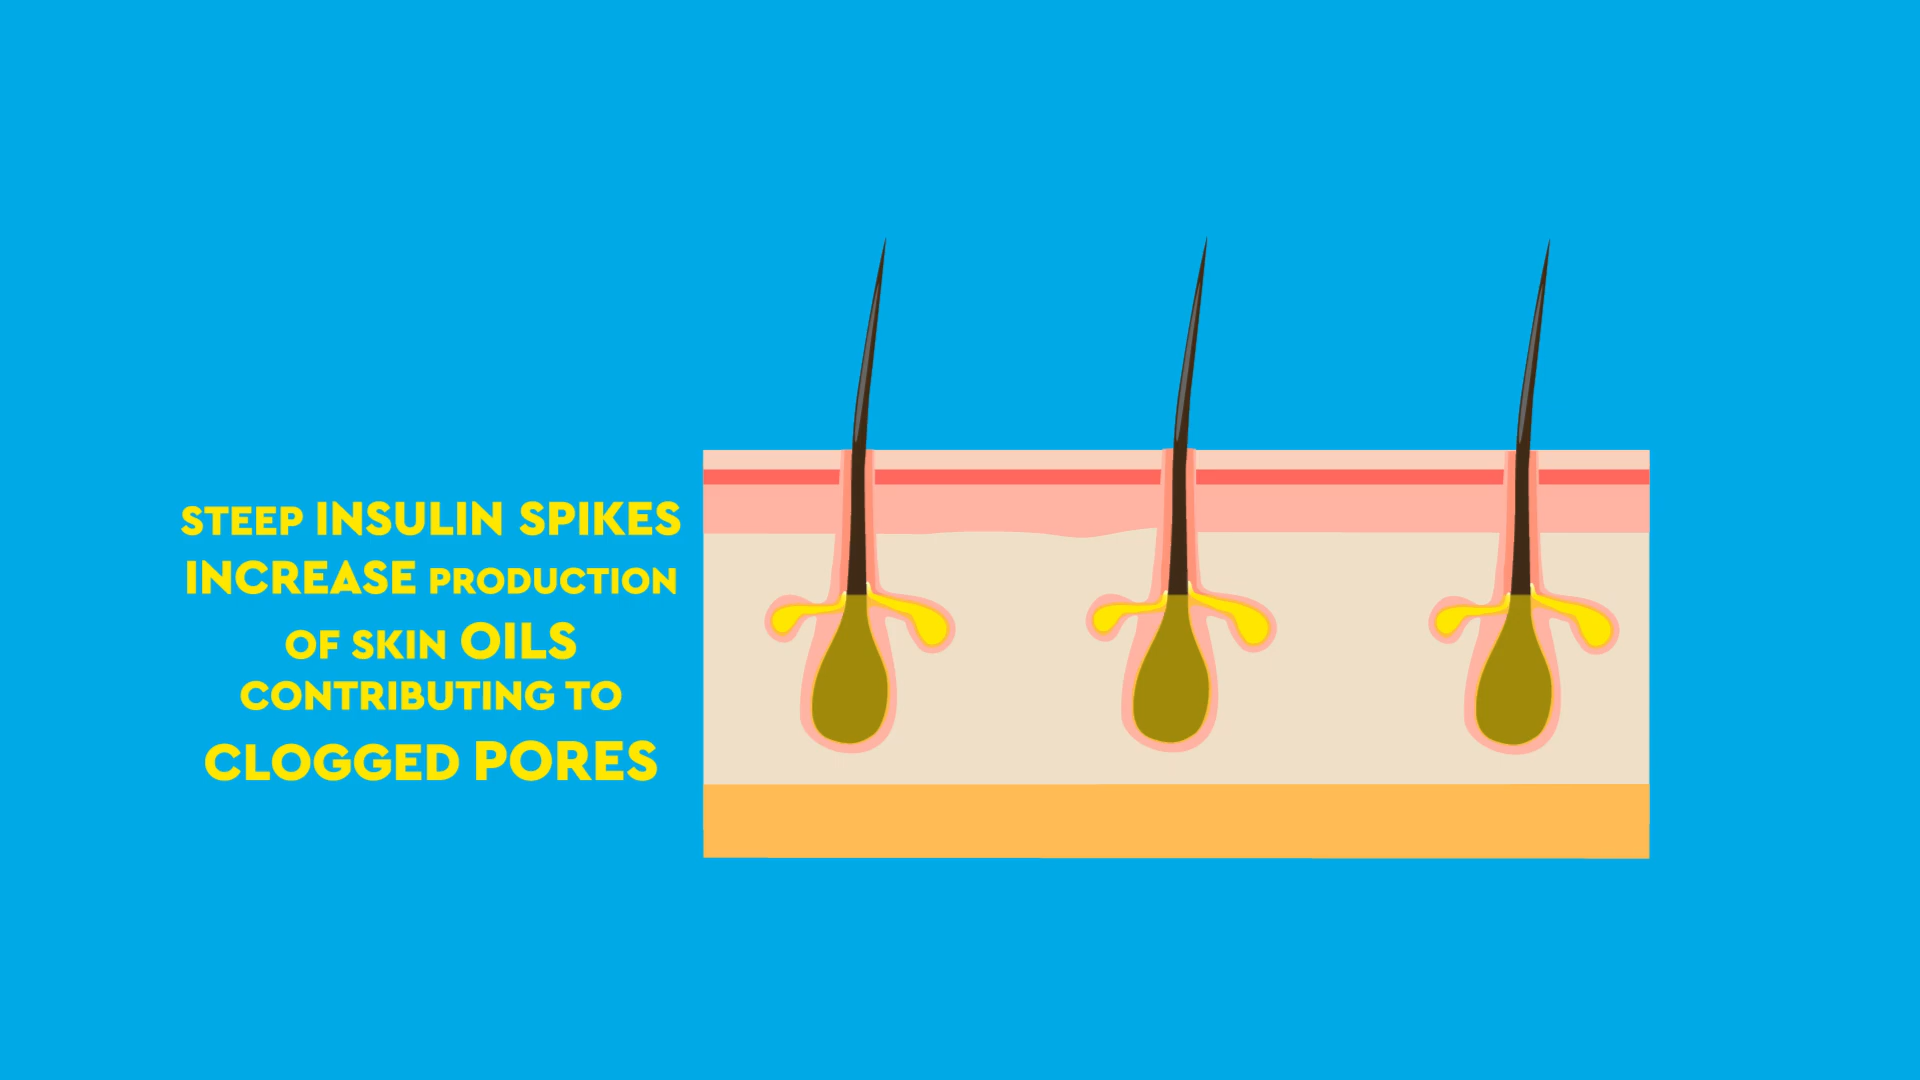 STEEP INSULIN SPIKES
INCREASE PRODUCTION
OF SKIN OILS
CONTRIBUTING TO
CLOGGED PORES